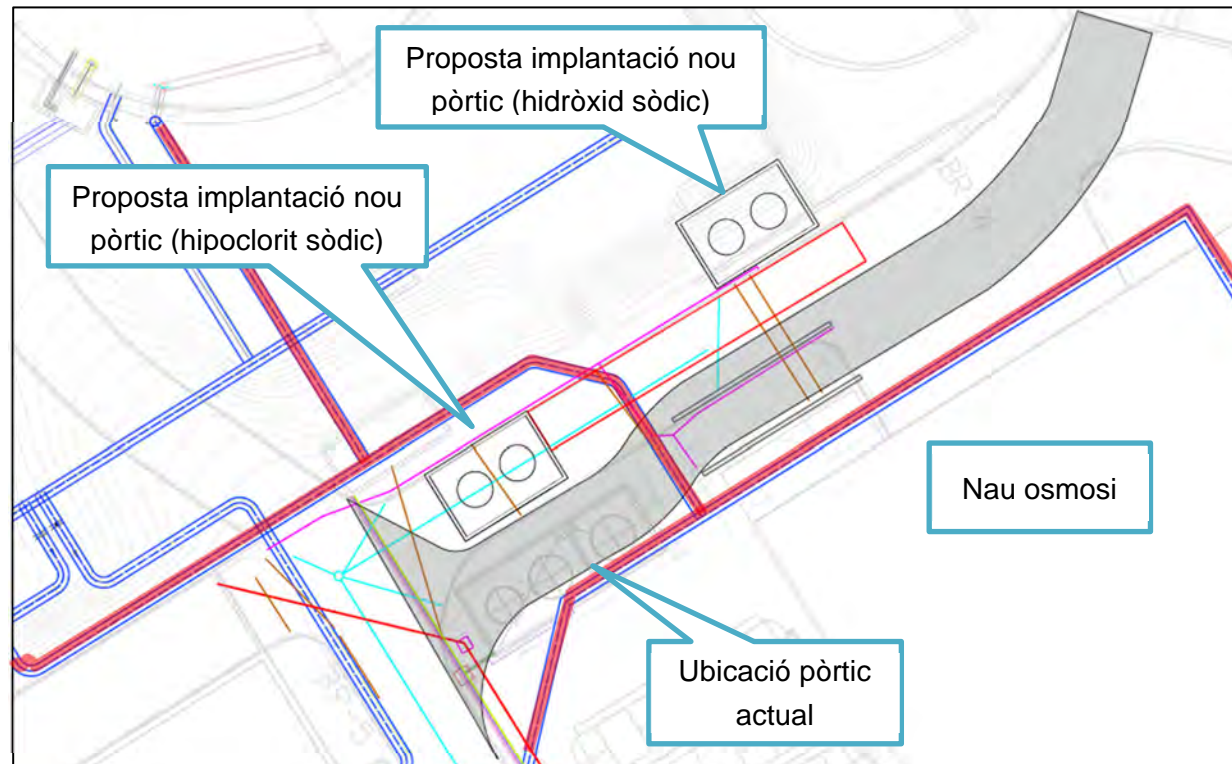 Proposta implantació nou
pòrtic (hidròxid sòdic)
Proposta implantació nou
pòrtic (hipoclorit sòdic)
Nau osmosi
Ubicació pòrtic
actual